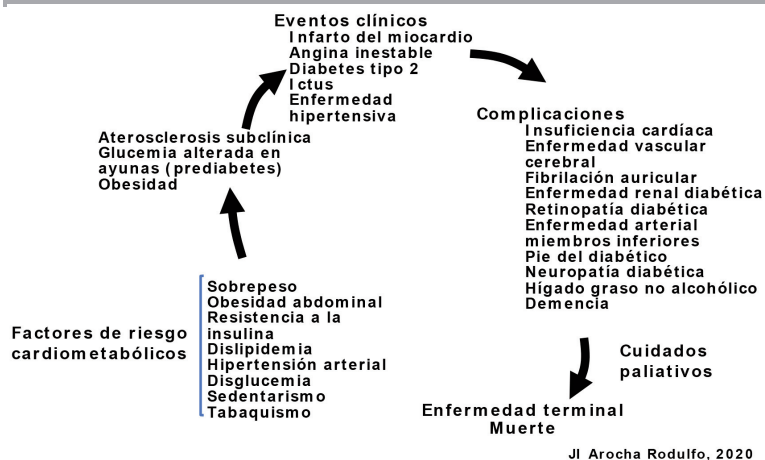 Eventos clínicos
Infarto del miocardio
Angina inestable
Diabetes tipo 2
Ictus
Enfermedad
hipertensiva
Complicaciones
Insuficiencia cardíaca
Enfermedad vascular
cerebral
Fibrilación auricular
Enfermedad renal diabética
Retinopatía diabética
Enfermedad arterial
miembros inferiores
Pie del diabético
Neuropatía diabética
Hígado graso no alcohólico
Demencia
Aterosclerosis subclínica
Glucemia alterada en
ayunas (prediabetes)
Obesidad
Factores de riesgo
cardiometabólicos
Sobrepeso
Obesidad abdominal
Resistencia a la
insulina
Dislipidemia
Hipertensión arterial
Disglucemia
Sedentarismo
Tabaquismo
Cuidados
paliativos
Enfermedad terminal
Muerte
JI Arocha Rodulfo, 2020